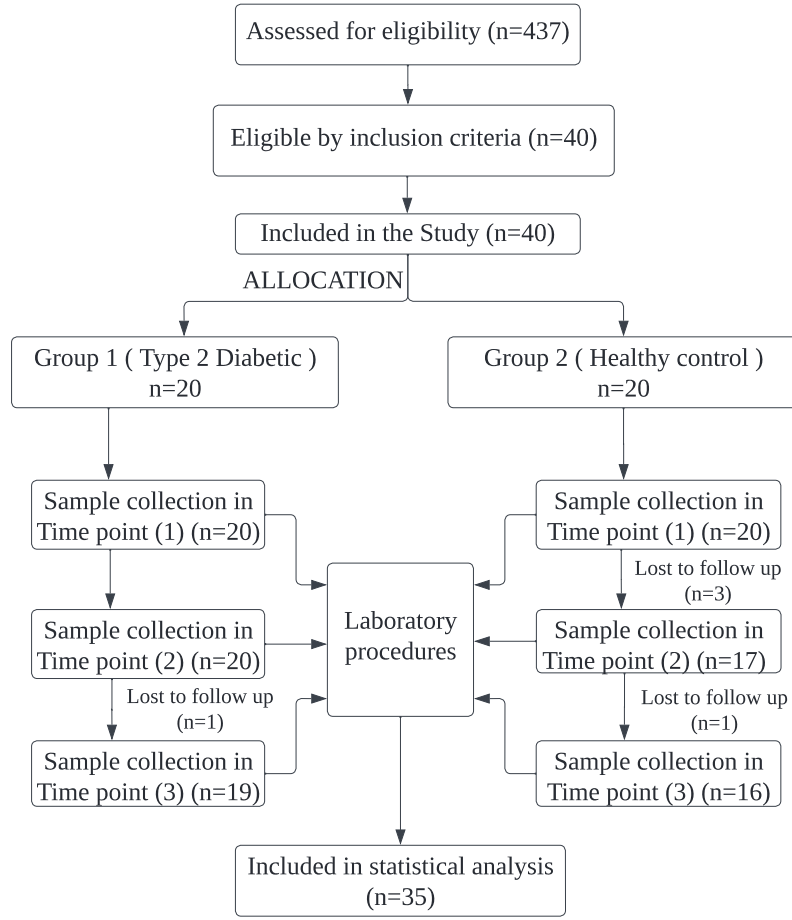 Assessed for eligibility (n=437)
Eligible by inclusion criteria (n=40)
Included in the Study (n=40)
ALLOCATION
Group 1 ( Type 2 Diabetic )
n=20
Group 2 ( Healthy control )
n=20
Sample collection in
Time point (1) (n=20)
Sample collection in
Time point (1) (n=20)
Lost to follow up
(n=3)
Laboratory
procedures
Sample collection in
Time point (2) (n=20)
Sample collection in
Time point (2) (n=17)
Lost to follow up
(n=1)
Lost to follow up
(n=1)
Sample collection in
Time point (3) (n=19)
Sample collection in
Time point (3) (n=16)
Included in statistical analysis
(n=35)